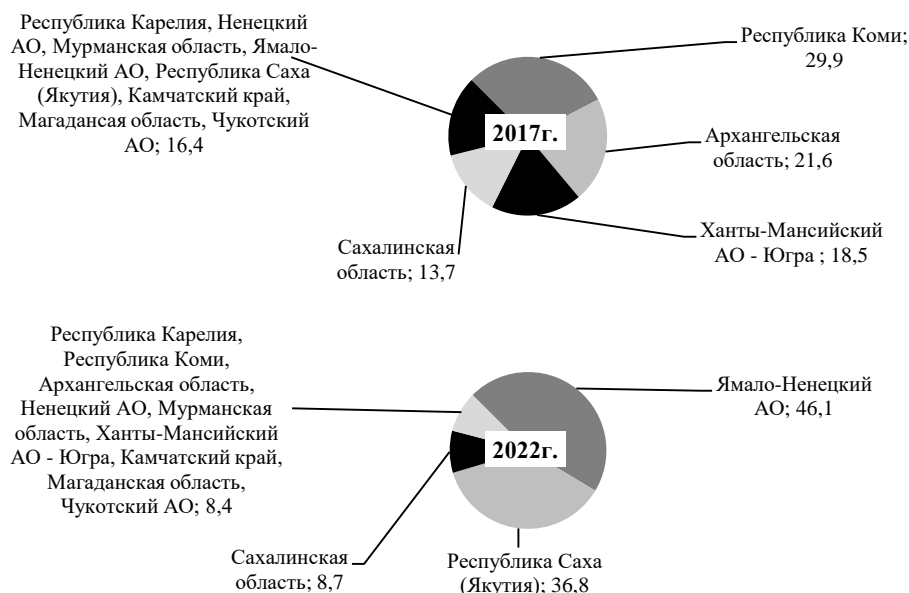 Республика Карелия, Ненецкий
АО, Мурманская область, Ямало-
Ненецкий АО, Республика Саха
(Якутия), Камчатский край,
Магадансая область, Чукотский
АО; 16,4
2017г.
Республика Коми;
29,9
Архангельская
область; 21,6
Ханты-Мансийский
АО - Югра ; 18,5
Сахалинская
область; 13,7
Республика Карелия,
Республика Коми,
Архангельская область,
Ненецкий АО, Мурманская
область, Ханты-Мансийский
АО - Югра, Камчатский край,
Магаданская область,
Чукотский АО; 8,4
2022г.
Ямало-Ненецкий
АО; 46,1
Сахалинская
область; 8,7
Республика Саха
(Якутия); 36,8